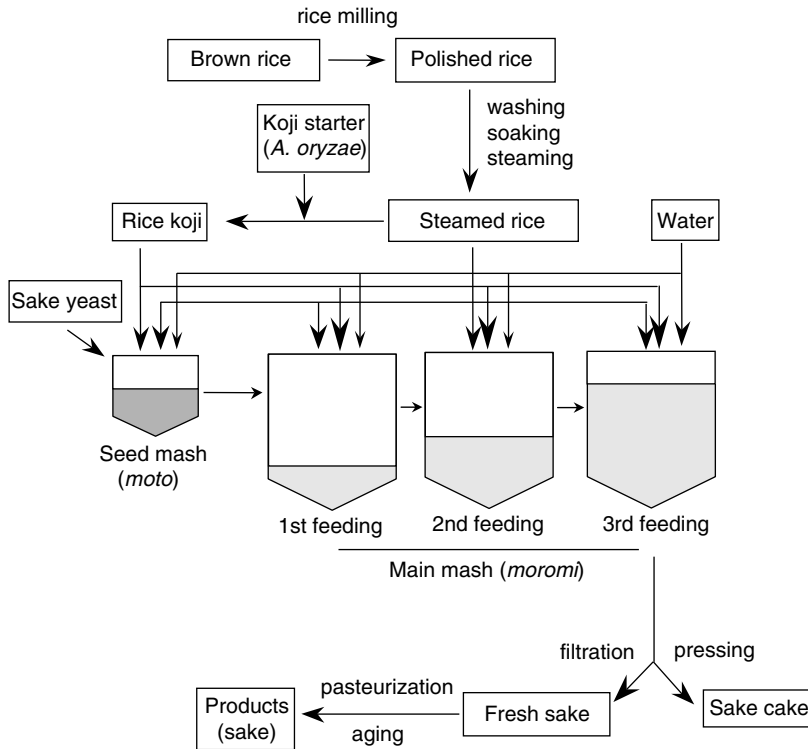 rice milling
Brown rice
Polished rice
washing
soaking
steaming
Koji starter
(A. oryzae)
Rice koji
Steamed rice
Water
Sake yeast
Seed mash
(moto)
1st feeding
2nd feeding
3rd feeding
Main mash (moromi)
filtration
pressing
pasteurization
aging
Products
(sake)
Fresh sake
Sake cake